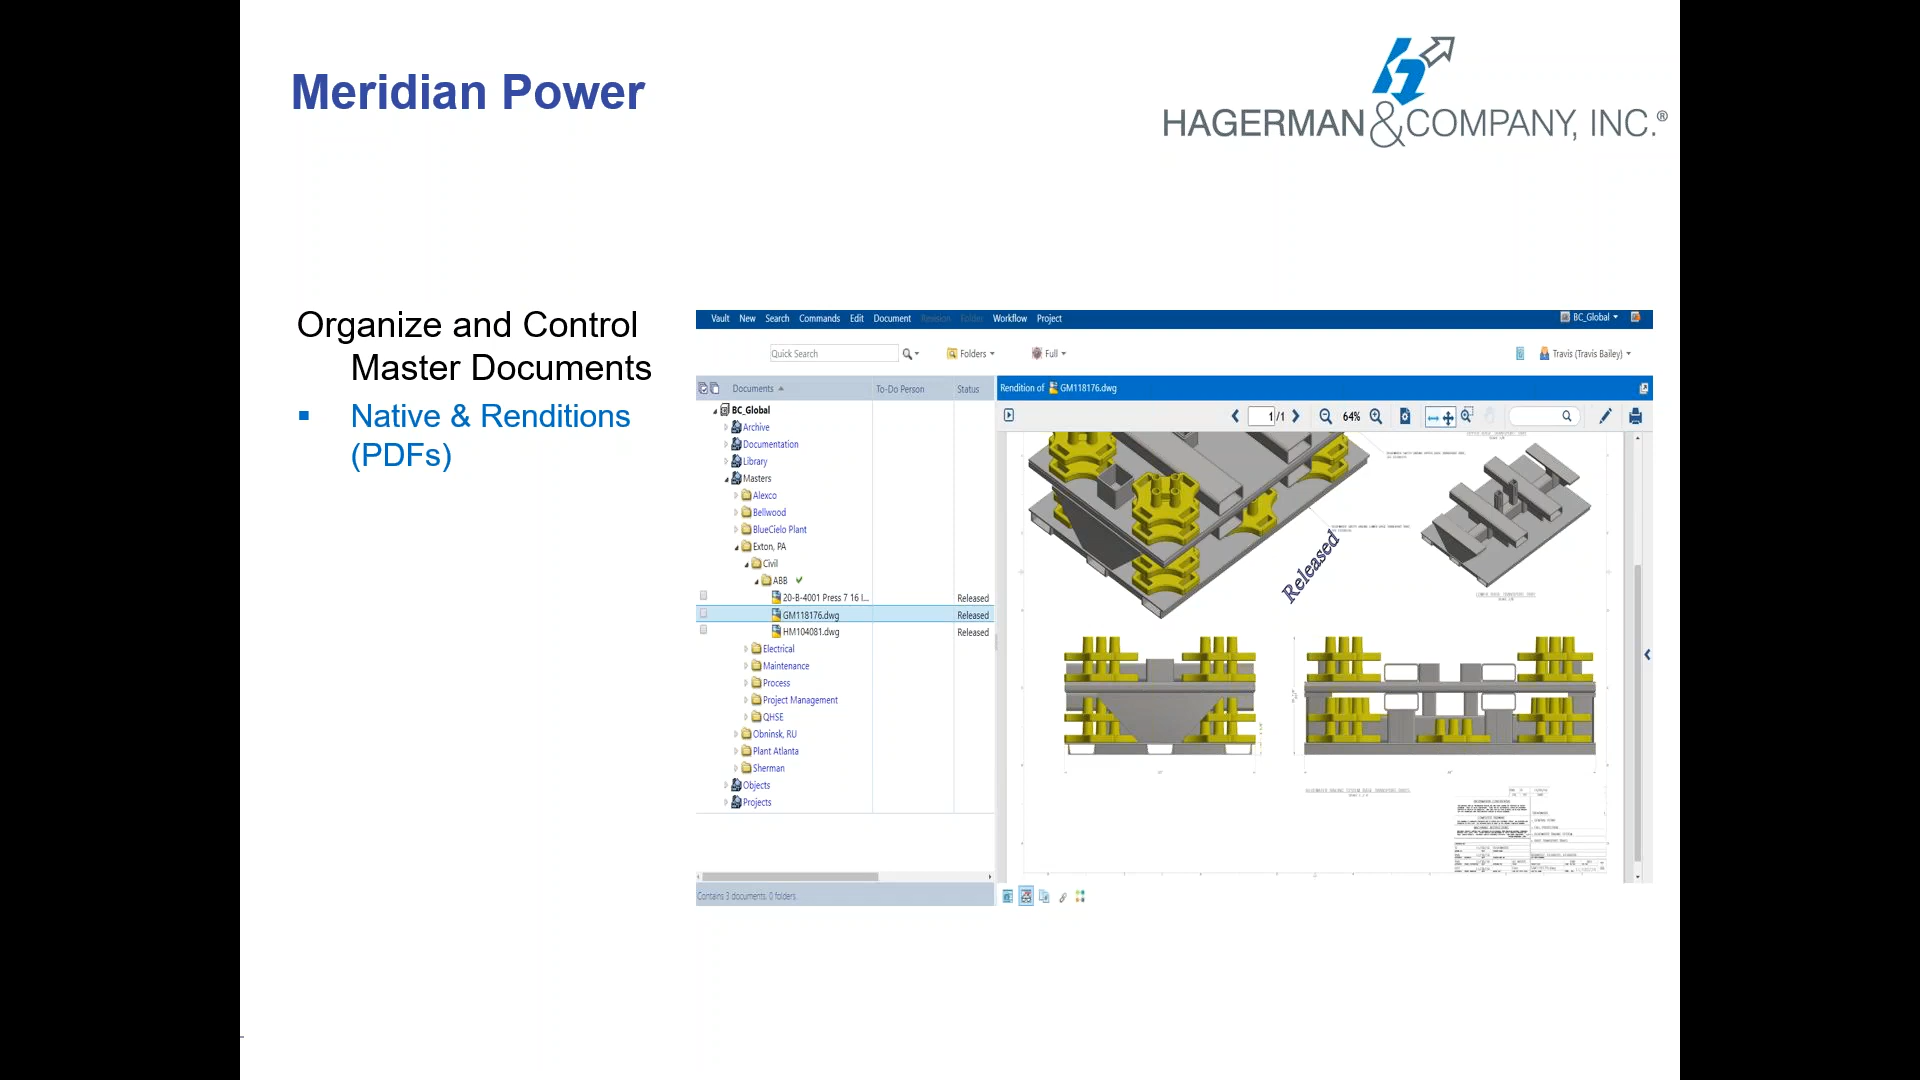 Meridian Power
HAGERMAN & COMPANY, INC.®
Organize and Control
Master Documents
▪ Native & Renditions
(PDFs)
Vault New Search Commands Edit Document Revision Folder Workflow Project
BC_Global
Quick Search
Folders
Full
Travis (Travis Bailey)
Documents To-Do Person Status
Rendition of GM118176.dwg
1 /1 64%
BC_Global
Archive
Documentation
Library
Masters
Alexco
Bellwood
BlueCielo Plant
Exton, PA
Civil
ABB
20-B-4001 Press 7 16 I... Released
GM118176.dwg Released
HM104081.dwg Released
Electrical
Maintenance
Process
Project Management
QHSE
Obninsk, RU
Plant Atlanta
Sherman
Objects
Projects
Released
Contains 3 documents, 0 folders